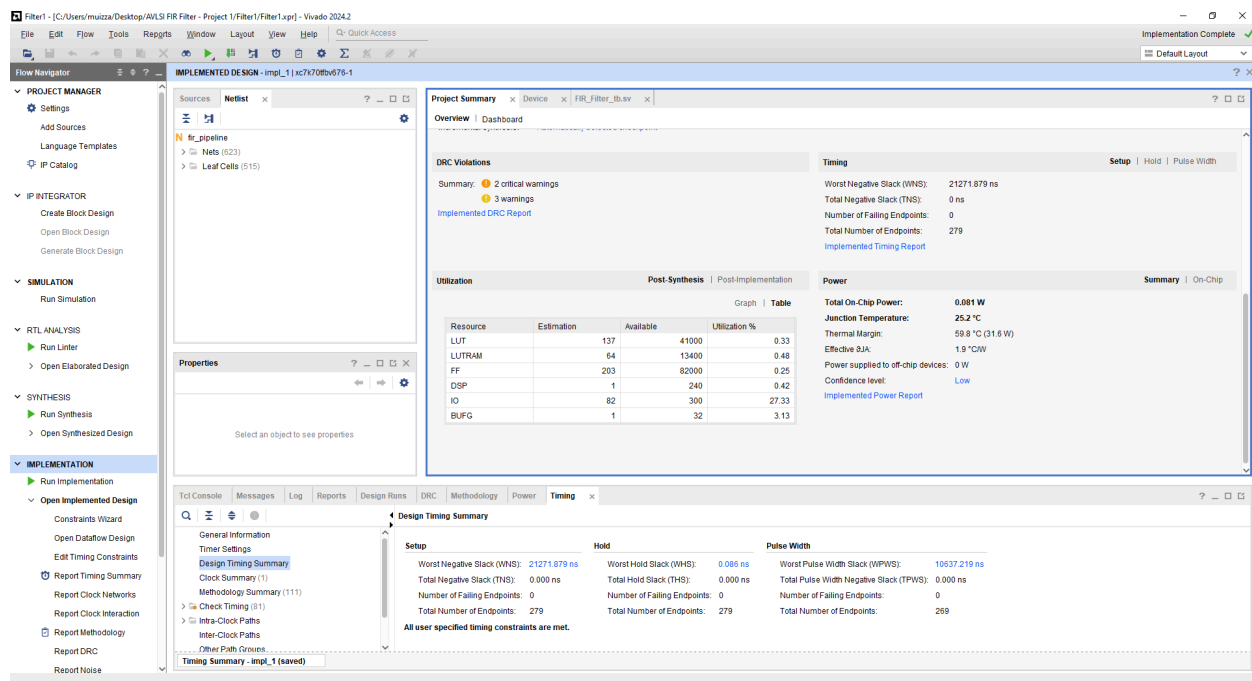 Filter1 - [C:/Users/muizza/Desktop/AVLSI FIR Filter - Project 1/Filter1/Filter1.xpr] - Vivado 2024.2
File Edit Flow Tools Reports Window Layout View Help Quick Access
Implementation Complete
Default Layout
Flow Navigator
PROJECT MANAGER
Settings
Add Sources
Language Templates
IP Catalog
IP INTEGRATOR
Create Block Design
Open Block Design
Generate Block Design
SIMULATION
Run Simulation
RTL ANALYSIS
Run Linter
Open Elaborated Design
SYNTHESIS
Run Synthesis
Open Synthesized Design
IMPLEMENTATION
Run Implementation
Open Implemented Design
Constraints Wizard
Open Dataflow Design
Edit Timing Constraints
Report Timing Summary
Report Clock Networks
Report Clock Interaction
Report Methodology
Report DRC
Report Noise
IMPLEMENTED DESIGN - impl_1 | xc7k70tfbv676-1
Sources Netlist
N fir_pipeline
Nets (623)
Leaf Cells (515)
Properties
Select an object to see properties
Project Summary Device FIR_Filter_tb.sv
Overview | Dashboard
DRC Violations
Summary: 2 critical warnings
3 warnings
Implemented DRC Report
Timing Setup | Hold | Pulse Width
Worst Negative Slack (WNS): 21271.879 ns
Total Negative Slack (TNS): 0 ns
Number of Failing Endpoints: 0
Total Number of Endpoints: 279
Implemented Timing Report
Utilization Post-Synthesis | Post-Implementation
Graph | Table
Resource Estimation Available Utilization %
LUT 137 41000 0.33
LUTRAM 64 13400 0.48
FF 203 82000 0.25
DSP 1 240 0.42
IO 82 300 27.33
BUFG 1 32 3.13
Power Summary | On-Chip
Total On-Chip Power: 0.081 W
Junction Temperature: 25.2 °C
Thermal Margin: 59.8 °C (31.6 W)
Effective ϑJA: 1.9 °C/W
Power supplied to off-chip devices: 0 W
Confidence level: Low
Implemented Power Report
Tcl Console Messages Log Reports Design Runs DRC Methodology Power Timing
General Information
Timer Settings
Design Timing Summary
Clock Summary (1)
Methodology Summary (111)
Check Timing (81)
Intra-Clock Paths
Inter-Clock Paths
Other Path Groups
Timing Summary - impl_1 (saved)
Design Timing Summary
Setup Hold Pulse Width
Worst Negative Slack (WNS): 21271.879 ns Worst Hold Slack (WHS): 0.086 ns Worst Pulse Width Slack (WPWS): 10637.219 ns
Total Negative Slack (TNS): 0.000 ns Total Hold Slack (THS): 0.000 ns Total Pulse Width Negative Slack (TPWS): 0.000 ns
Number of Failing Endpoints: 0 Number of Failing Endpoints: 0 Number of Failing Endpoints: 0
Total Number of Endpoints: 279 Total Number of Endpoints: 279 Total Number of Endpoints: 269
All user specified timing constraints are met.